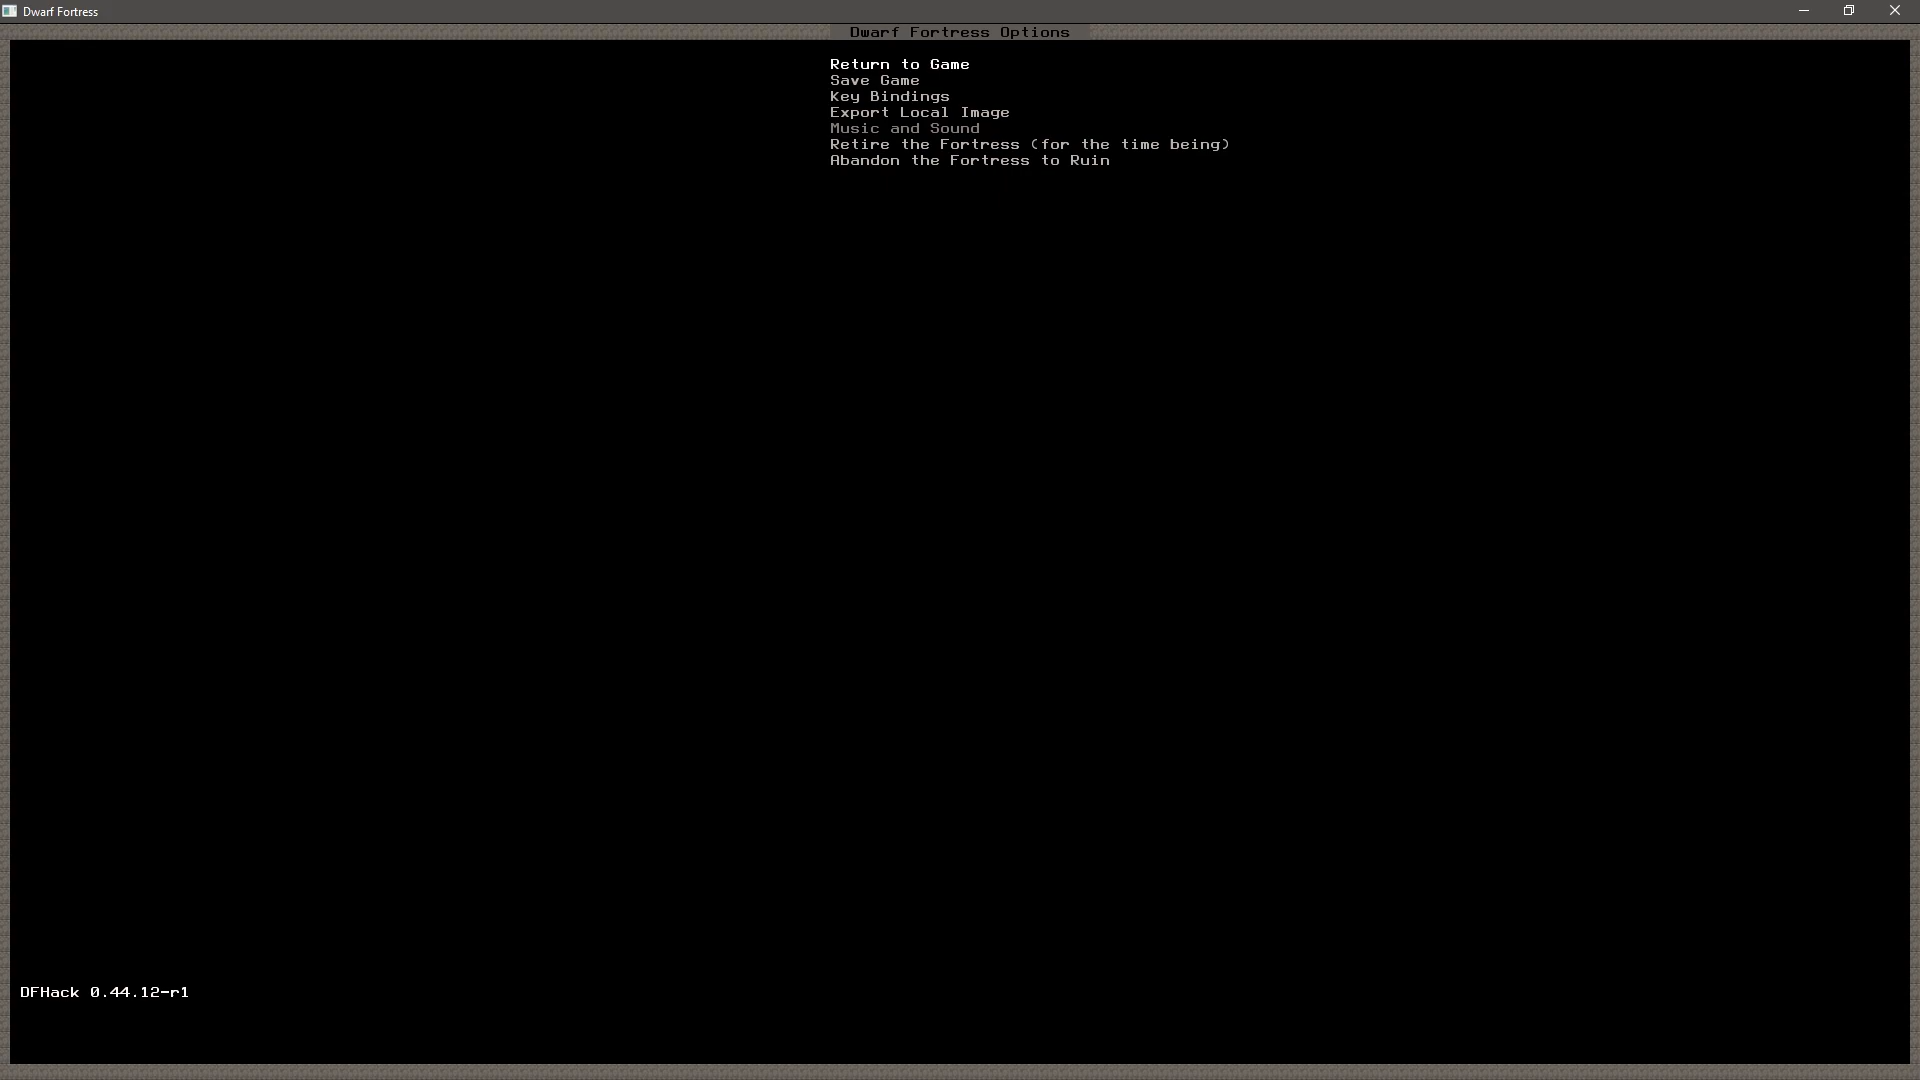 Dwarf Fortress
Dwarf Fortress Options
Return to Game
Save Game
Key Bindings
Export Local Image
Music and Sound
Retire the Fortress (for the time being)
Abandon the Fortress to Ruin
DFHack 0.44.12-r1